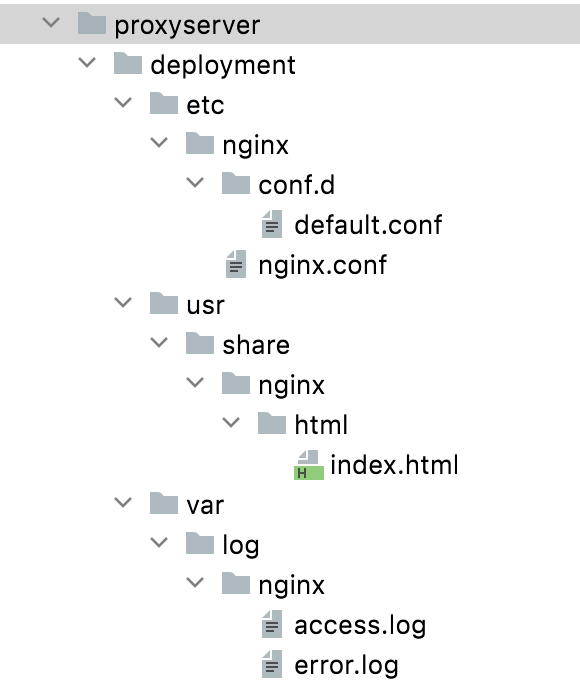 proxyserver
deployment
etc
nginx
conf.d
default.conf
nginx.conf
usr
share
nginx
html
H index.html
var
log
nginx
access.log
error.log